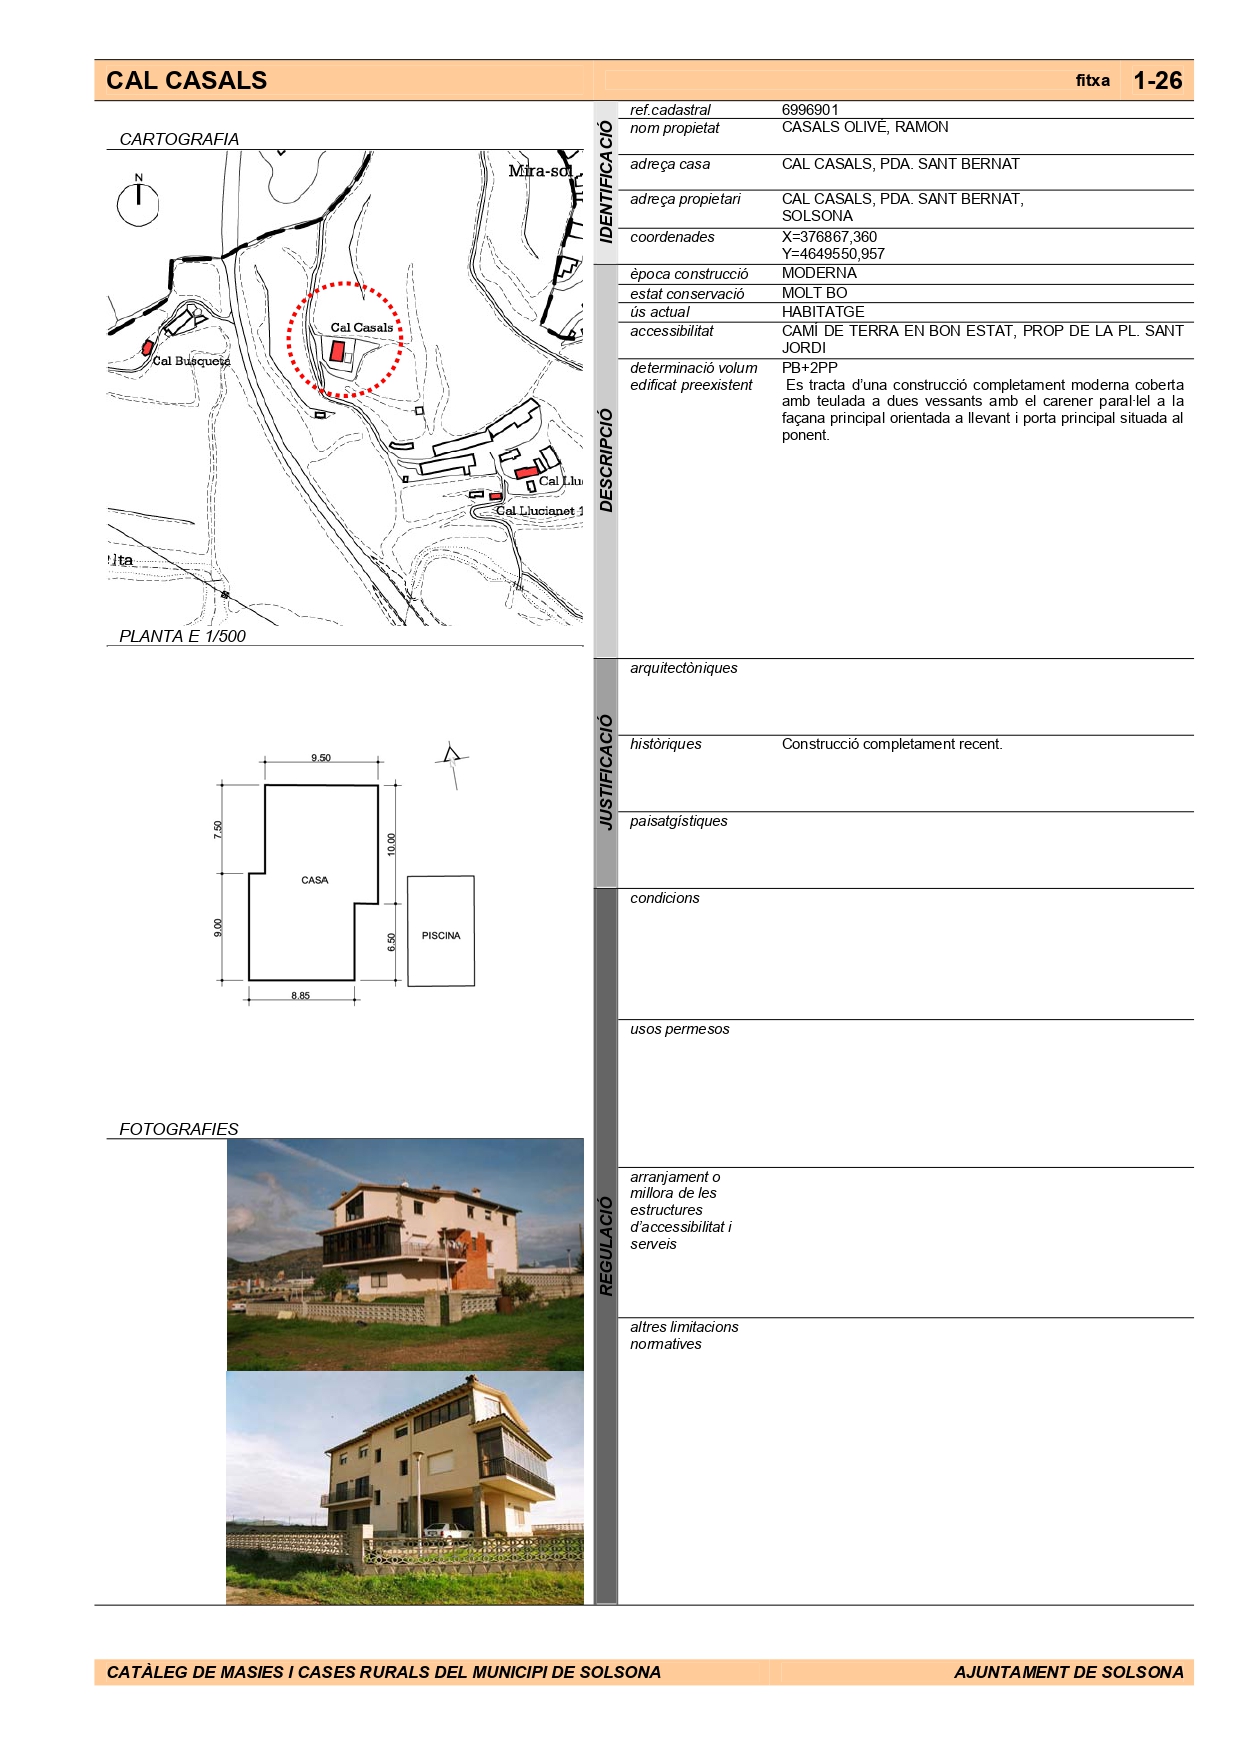 CAL CASALS
fitxa 1-26
CARTOGRAFIA
N
Mira-sol
Cal Casals
Cal Busquets
Cal Llu
Cal Llucianet 1
lta
PLANTA E 1/500
9.50
7.50
10.00
CASA
9.00
6.50
PISCINA
8.85
FOTOGRAFIES
IDENTIFICACIÓ
ref.cadastral 6996901
nom propietat CASALS OLIVÉ, RAMON
adreça casa CAL CASALS, PDA. SANT BERNAT
adreça propietari CAL CASALS, PDA. SANT BERNAT,
SOLSONA
coordenades X=376867,360
Y=4649550,957
DESCRIPCIÓ
època construcció MODERNA
estat conservació MOLT BO
ús actual HABITATGE
accessibilitat CAMÍ DE TERRA EN BON ESTAT, PROP DE LA PL. SANT
JORDI
determinació volum PB+2PP
edificat preexistent Es tracta d’una construcció completament moderna coberta
amb teulada a dues vessants amb el carener paral·lel a la
façana principal orientada a llevant i porta principal situada al
ponent.
JUSTIFICACIÓ
arquitectòniques
històriques Construcció completament recent.
paisatgístiques
REGULACIÓ
condicions
usos permesos
arranjament o
millora de les
estructures
d’accessibilitat i
serveis
altres limitacions
normatives
CATÀLEG DE MASIES I CASES RURALS DEL MUNICIPI DE SOLSONA
AJUNTAMENT DE SOLSONA